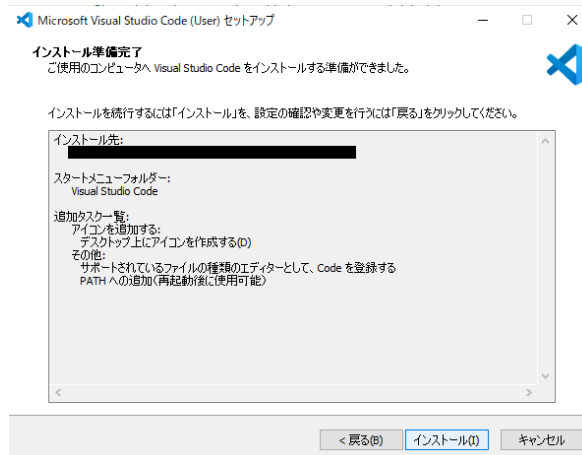 Microsoft Visual Studio Code (User) セットアップ
インストール準備完了
ご使用のコンピュータへ Visual Studio Code をインストールする準備ができました。
インストールを続行するには「インストール」を、設定の確認や変更を行うには「戻る」をクリックしてください。
インストール先:
スタートメニューフォルダー:
Visual Studio Code
追加タスク一覧:
アイコンを追加する:
デスクトップ上にアイコンを作成する(D)
その他:
サポートされているファイルの種類のエディターとして、Code を登録する
PATH への追加(再起動後に使用可能)
< 戻る(B) インストール(I) キャンセル